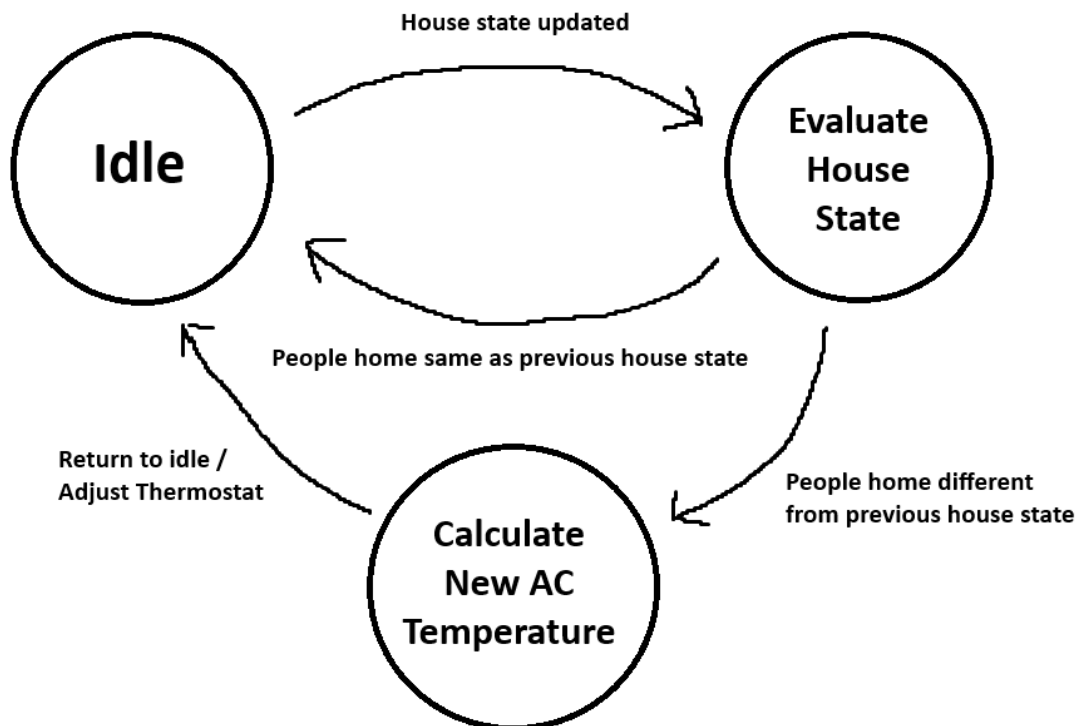 House state updated
Idle
Evaluate
House
State
People home same as previous house state
Return to idle /
Adjust Thermostat
People home different
from previous house state
Calculate
New AC
Temperature